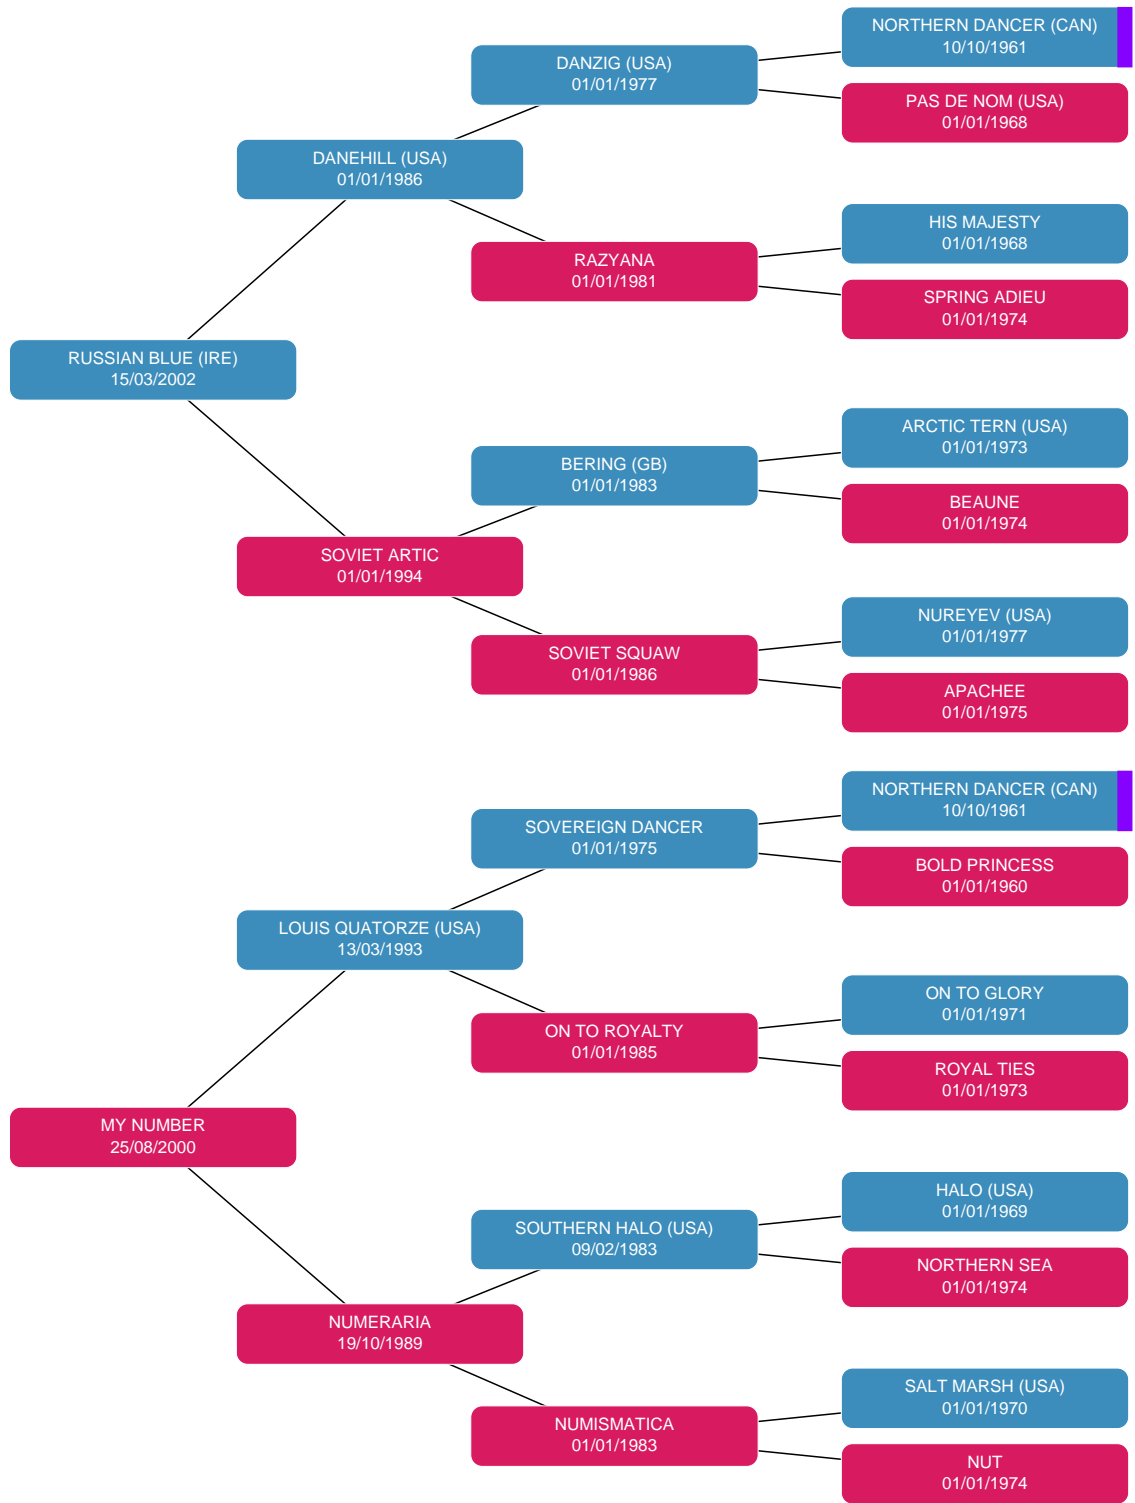 NORTHERN DANCER (CAN)
10/10/1961
DANZIG (USA)
01/01/1977
PAS DE NOM (USA)
01/01/1968
DANEHILL (USA)
01/01/1986
HIS MAJESTY
01/01/1968
RAZYANA
01/01/1981
SPRING ADIEU
01/01/1974
RUSSIAN BLUE (IRE)
15/03/2002
ARCTIC TERN (USA)
01/01/1973
BERING (GB)
01/01/1983
BEAUNE
01/01/1974
SOVIET ARTIC
01/01/1994
NUREYEV (USA)
01/01/1977
SOVIET SQUAW
01/01/1986
APACHEE
01/01/1975
NORTHERN DANCER (CAN)
10/10/1961
SOVEREIGN DANCER
01/01/1975
BOLD PRINCESS
01/01/1960
LOUIS QUATORZE (USA)
13/03/1993
ON TO GLORY
01/01/1971
ON TO ROYALTY
01/01/1985
ROYAL TIES
01/01/1973
MY NUMBER
25/08/2000
HALO (USA)
01/01/1969
SOUTHERN HALO (USA)
09/02/1983
NORTHERN SEA
01/01/1974
NUMERARIA
19/10/1989
SALT MARSH (USA)
01/01/1970
NUMISMATICA
01/01/1983
NUT
01/01/1974